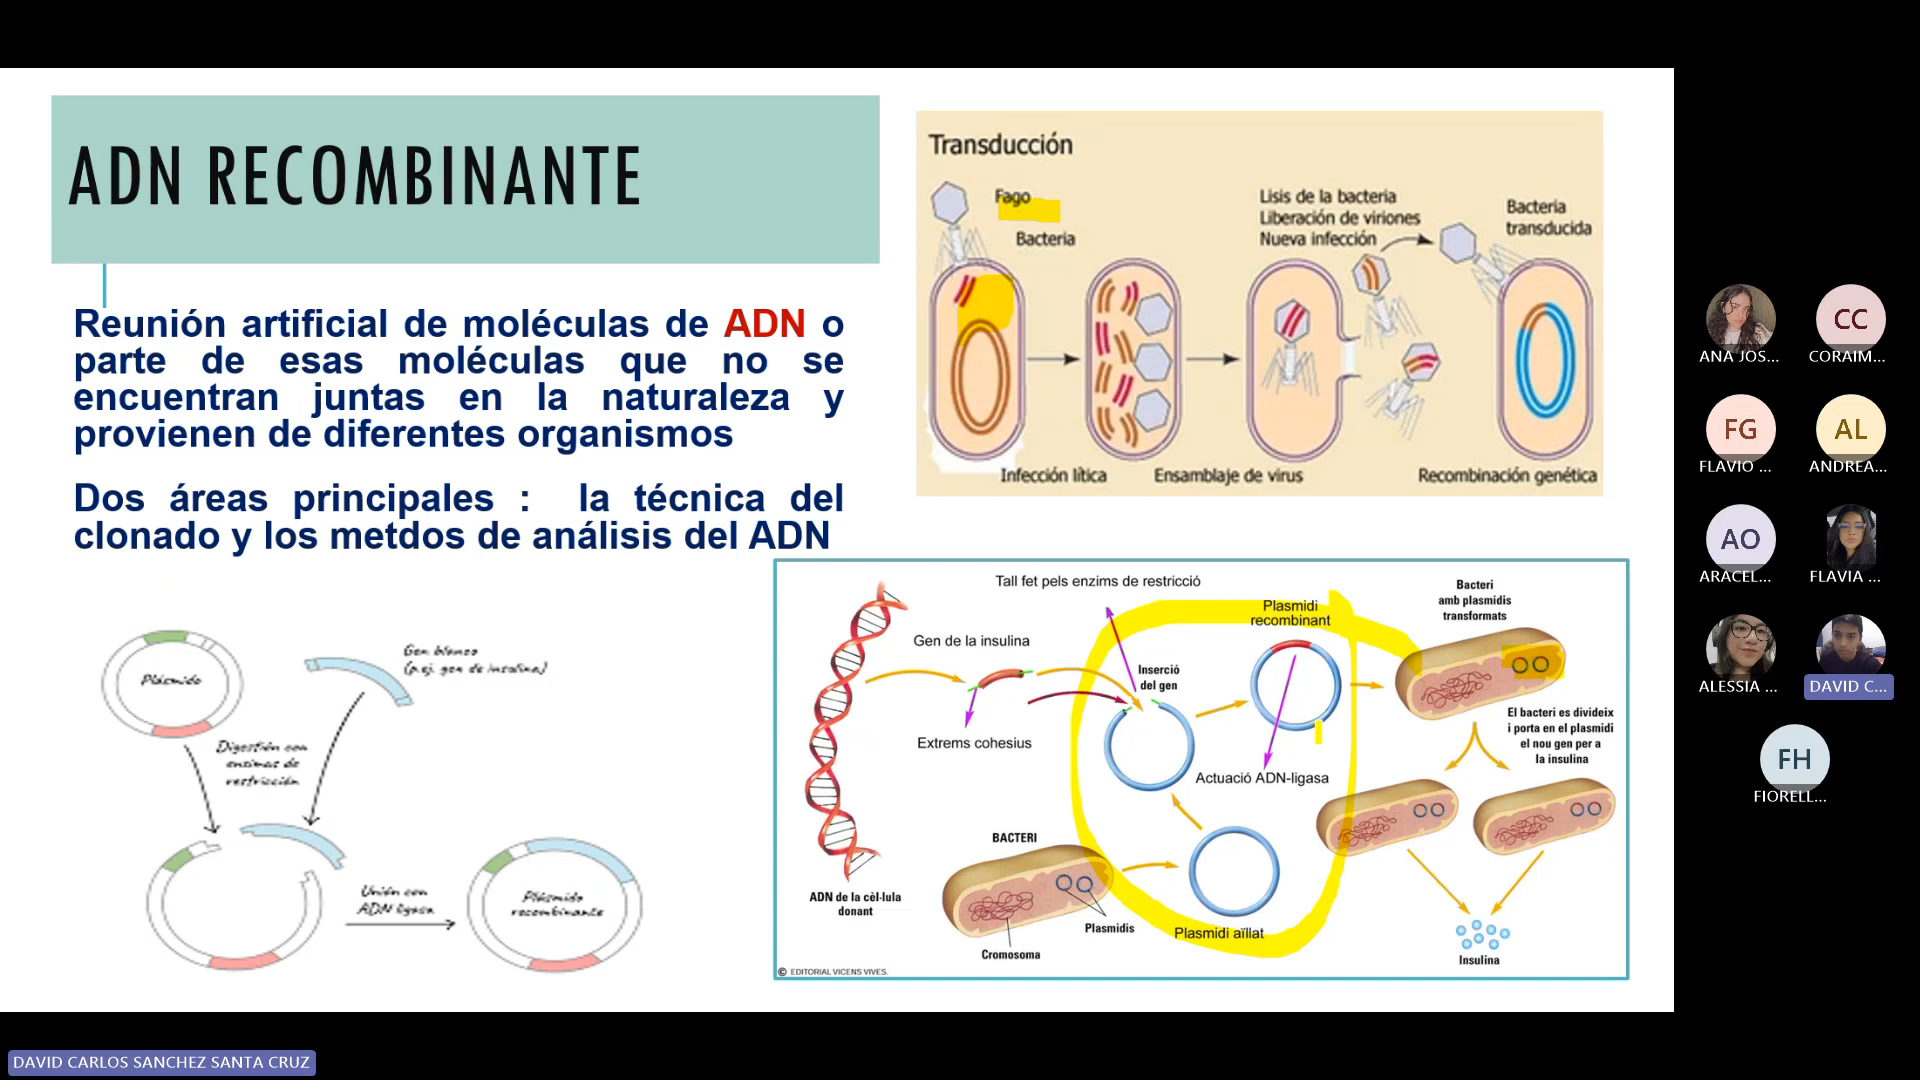 ADN RECOMBINANTE
Reunión artificial de moléculas de ADN o
parte de esas moléculas que no se
encuentran juntas en la naturaleza y
provienen de diferentes organismos
Dos áreas principales : la técnica del
clonado y los metdos de análisis del ADN
Transducción
Fago
Bacteria
Lisis de la bacteria
Liberación de viriones
Nueva infección
Bacteria
transducida
Infección lítica
Ensamblaje de virus
Recombinación genética
Plásmido
Gen blanco
(p.ej. gen de insulina)
Digestión con
enzimas de
restricción
Unión con
ADN ligasa
Plásmido
recombinante
Tall fet pels enzims de restricció
Gen de la insulina
Extrems cohesius
Inserció
del gen
Plasmidi
recombinant
Actuació ADN-ligasa
Bacteri
amb plasmidis
transformats
El bacteri es divideix
i porta en el plasmidi
el nou gen per a
la insulina
BACTERI
ADN de la cèl·lula
donant
Plasmidis
Cromosoma
Plasmidi aïllat
Insulina
© EDITORIAL VICENS VIVES.
ANA JOS...
CC
CORAIM...
FG
FLAVIO ...
AL
ANDREA...
AO
ARACEL...
FLAVIA ...
ALESSIA ...
DAVID C...
FH
FIORELL...
DAVID CARLOS SANCHEZ SANTA CRUZ